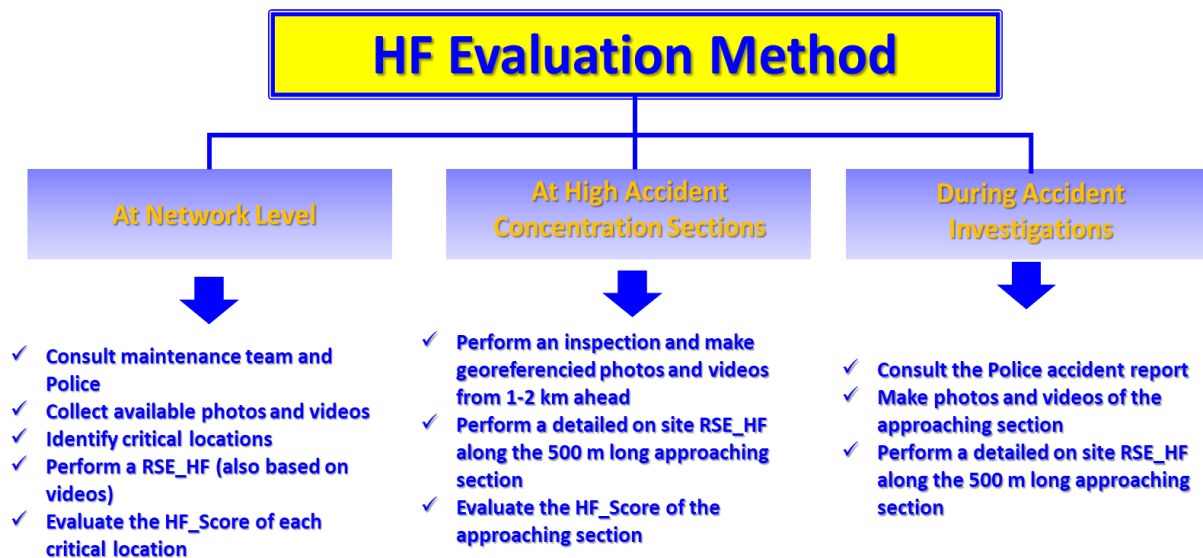 HF Evaluation Method
At Network Level
✓ Consult maintenance team and
Police
✓ Collect available photos and videos
✓ Identify critical locations
✓ Perform a RSE_HF (also based on
videos)
✓ Evaluate the HF_Score of each
critical location
At High Accident
Concentration Sections
✓ Perform an inspection and make
georeferencied photos and videos
from 1-2 km ahead
✓ Perform a detailed on site RSE_HF
along the 500 m long approaching
section
✓ Evaluate the HF_Score of the
approaching section
During Accident
Investigations
✓ Consult the Police accident report
✓ Make photos and videos of the
approaching section
✓ Perform a detailed on site RSE_HF
along the 500 m long approaching
section